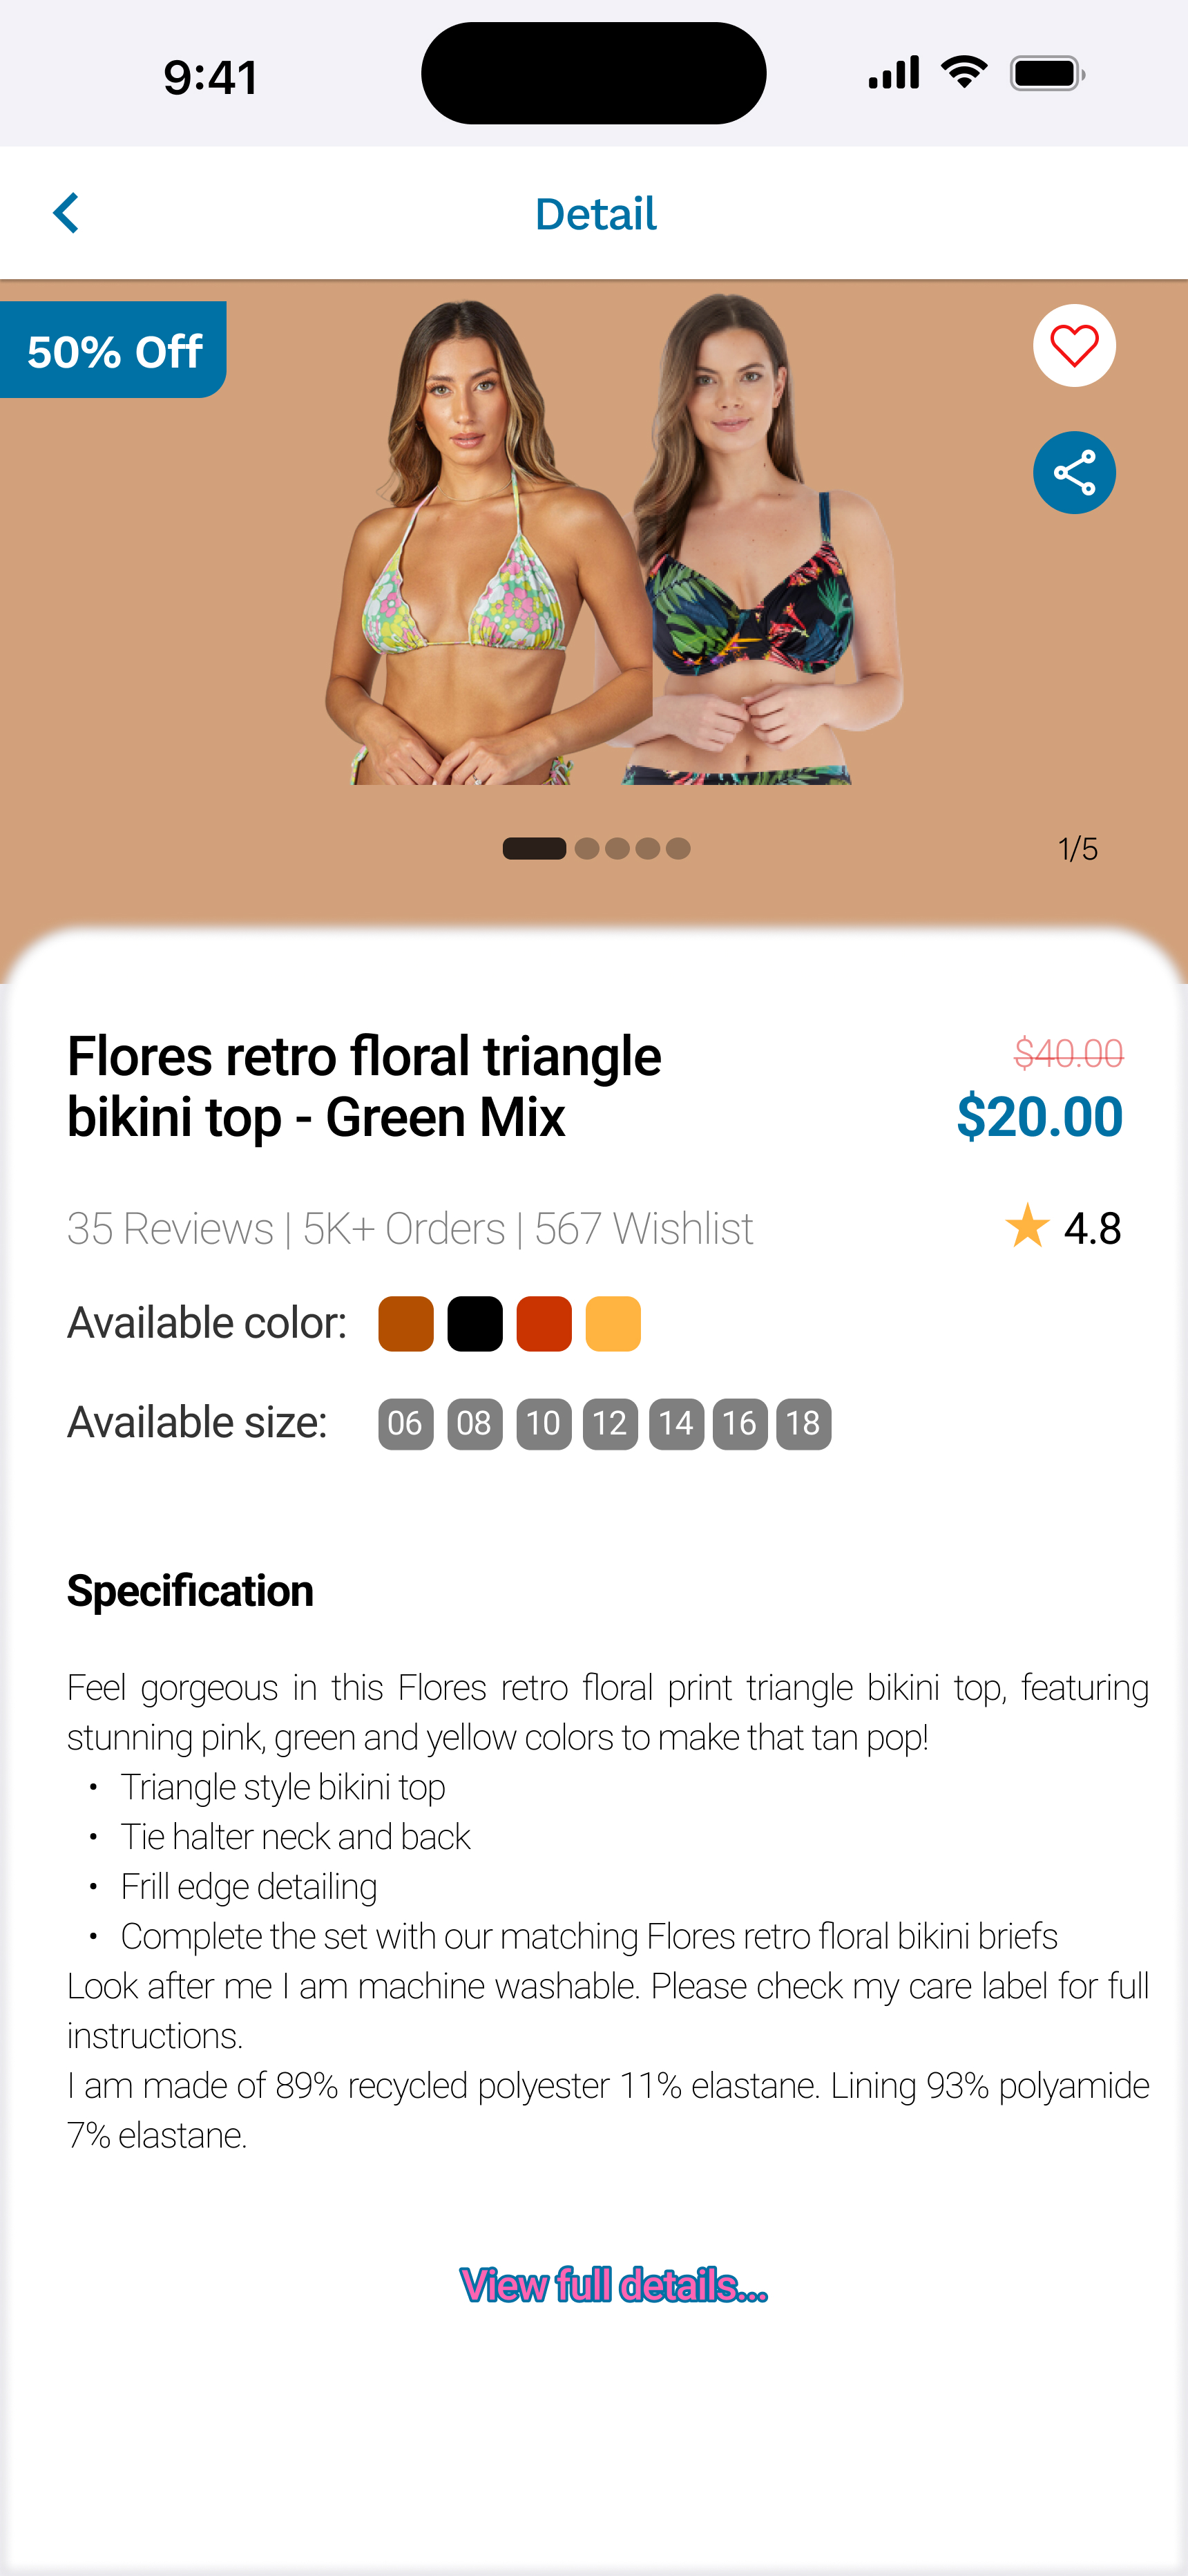 9:41
Detail
50% Off
1/5
Flores retro floral triangle
bikini top - Green Mix
$40.00
$20.00
35 Reviews | 5K+ Orders | 567 Wishlist
4.8
Available color:
Available size: 06 08 10 12 14 16 18
Specification
Feel gorgeous in this Flores retro floral print triangle bikini top, featuring
stunning pink, green and yellow colors to make that tan pop!
• Triangle style bikini top
• Tie halter neck and back
• Frill edge detailing
• Complete the set with our matching Flores retro floral bikini briefs
Look after me I am machine washable. Please check my care label for full
instructions.
I am made of 89% recycled polyester 11% elastane. Lining 93% polyamide
7% elastane.
View full details...